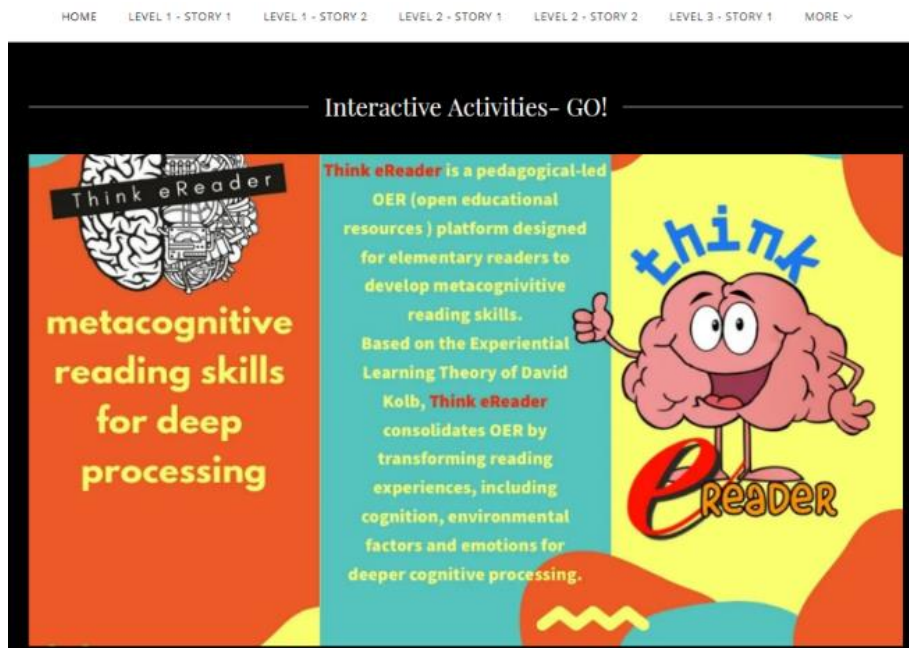 HOME LEVEL 1 - STORY 1 LEVEL 1 - STORY 2 LEVEL 2 - STORY 1 LEVEL 2 - STORY 2 LEVEL 3 - STORY 1 MORE
Interactive Activities- GO!
Think eReader
metacognitive
reading skills
for deep
processing
Think eReader is a pedagogical-led
OER (open educational
resources ) platform designed
for elementary readers to
develop metacognivitive
reading skills.
Based on the Experiential
Learning Theory of David
Kolb, Think eReader
consolidates OER by
transforming reading
experiences, including
cognition, environmental
factors and emotions for
deeper cognitive processing.
think
eReadER